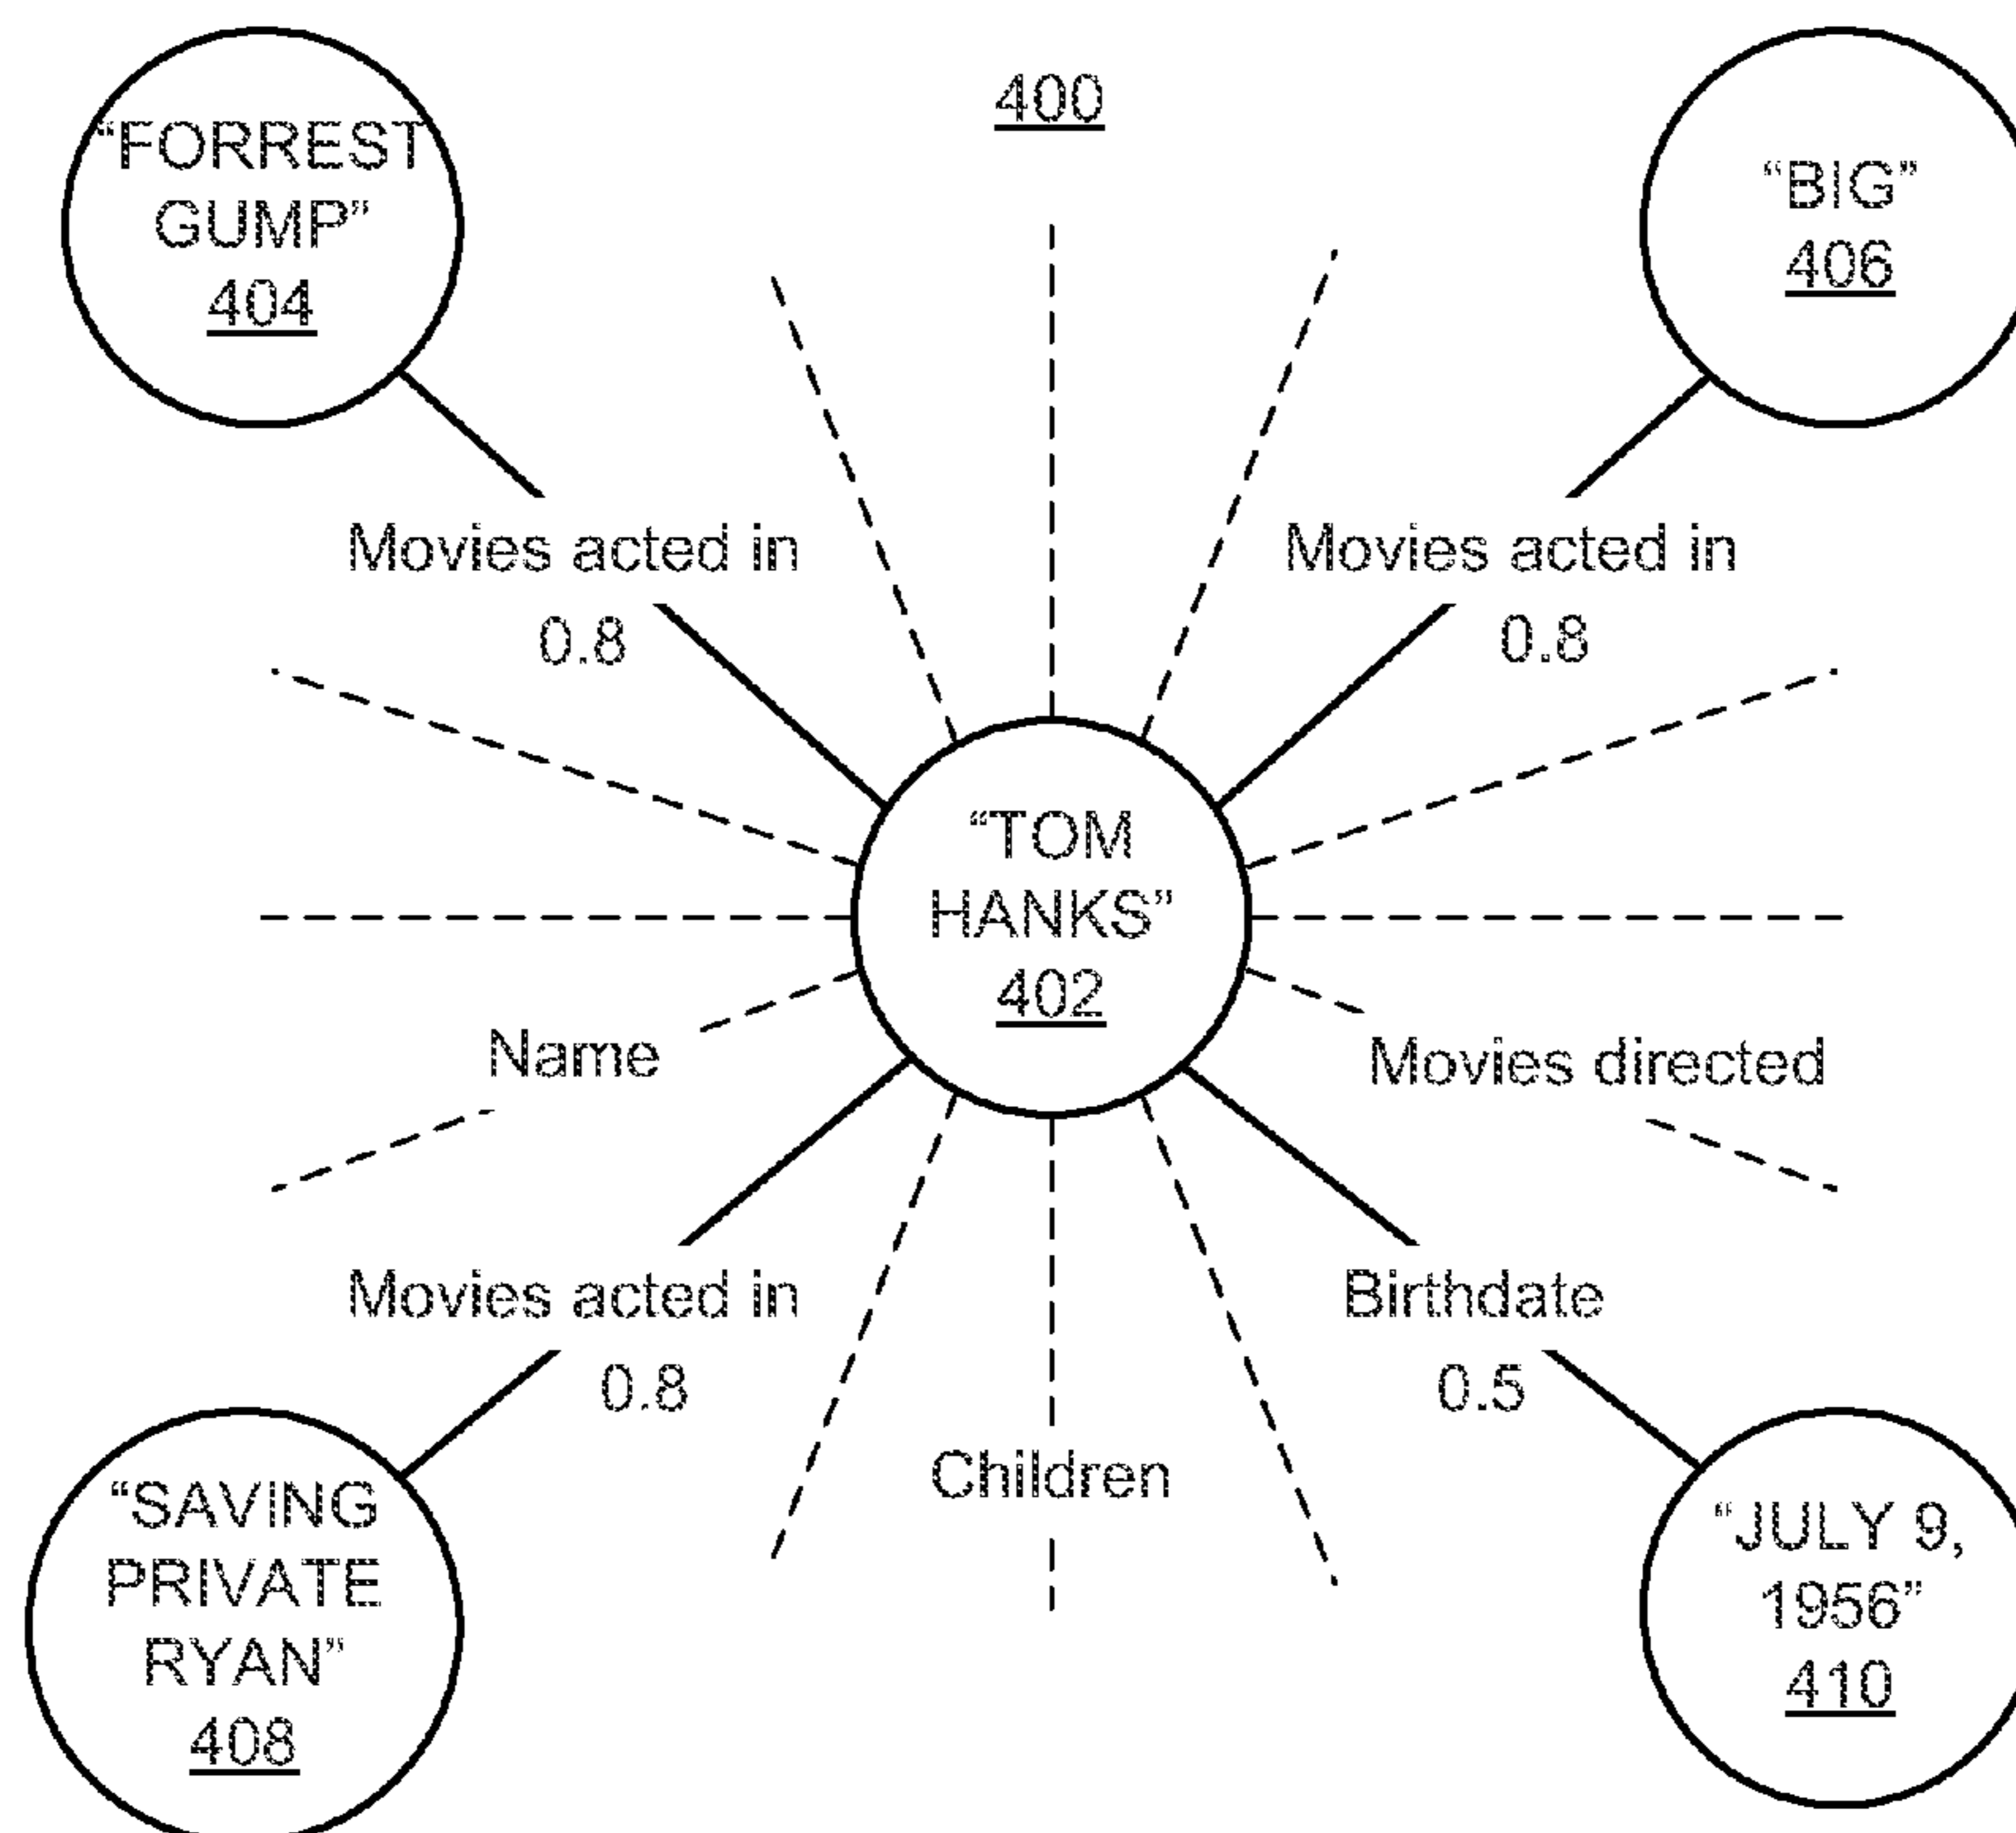 “FORREST
GUMP”
404
400
“BIG”
406
Movies acted in
0.8
Movies acted in
0.8
“TOM
HANKS”
402
Name
Movies directed
Movies acted in
0.8
Birthdate
0.5
Children
“SAVING
PRIVATE
RYAN”
408
“JULY 9,
1956”
410